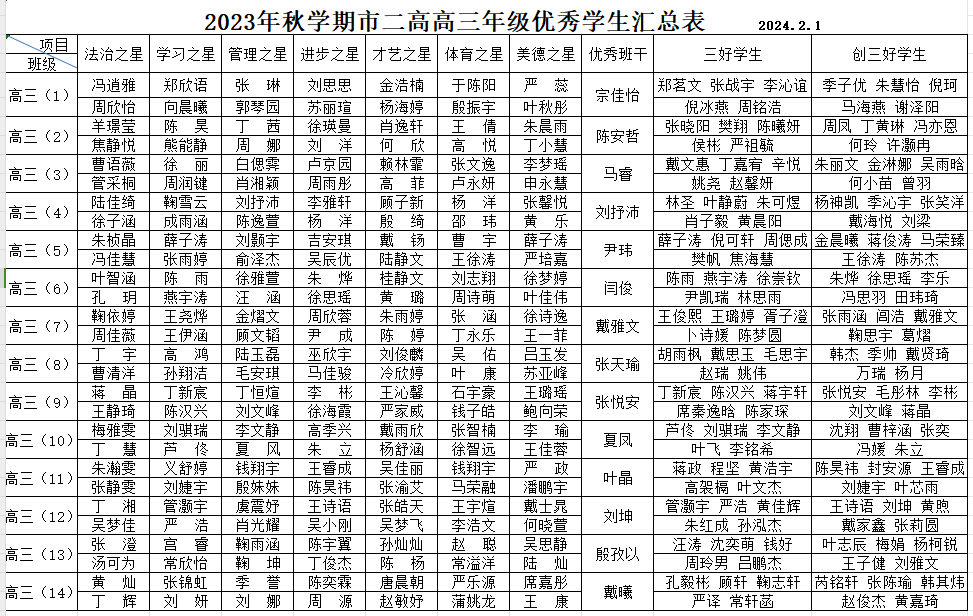 2023年秋学期市二高高三年级优秀学生汇总表 2024.2.1
项目 班级 法治之星 学习之星 管理之星 进步之星 才艺之星 体育之星 美德之星 优秀班干 三好学生 创三好学生
高三（1） 冯逍雅 郑欣语 张 琳 刘思思 金浩楠 于陈阳 严 蕊 宗佳怡 郑茗文 张战宇 李沁谊 季子优 朱慧怡 倪珂
周欣怡 向晨曦 郭琴园 苏丽瑄 杨海婷 殷振宇 叶秋彤 倪冰燕 周铭浩 马海燕 谢泽阳
高三（2） 羊璟莹 陈 昊 丁 茜 徐瑛曼 肖逸轩 王 倩 朱晨雨 陈安哲 张晓阳 樊翔 陈曦妍 周凤 丁黄琳 冯亦恩
焦静悦 熊能静 周 娜 刘 洋 何 欣 高 悦 丁小慧 侯彬 严祖毓 何玲 许灏冉
高三（3） 曹语薇 徐 丽 白偲霁 卢京园 赖林霏 张文逸 李梦瑶 马睿 戴文惠 丁嘉宥 辛悦 朱丽文 金淋娜 吴雨晗
管采桐 周润键 肖湘颖 周雨彤 高 菲 卢永妍 申永慧 姚尧 赵馨妍 何小苗 曾羽
高三（4） 陆佳绮 鞠雪云 刘抒沛 李雅轩 顾子新 杨 洋 张馨悦 刘抒沛 林圣 叶静蔚 朱可煜 杨神凯 季沁宇 张笑洋
徐子涵 成雨涵 陈逸萱 杨 洋 殷 绮 邵 玮 黄 乐 肖子毅 黄晨阳 戴海悦 刘梁
高三（5） 朱桢晶 薛子涛 刘颢宇 吉安琪 戴 钖 曹 宇 薛子涛 尹玮 薛子涛 倪可轩 周偲成 金晨曦 蒋俊涛 马荣臻
冯佳慧 张雨婷 俞泽杰 吴辰优 陆静文 王徐涛 严培嘉 樊帆 焦海慧 王徐涛 陈苏杰
高三（6） 叶智涵 陈 雨 徐雅萱 朱 烨 桂静文 刘志翔 徐梦婷 闫俊 陈雨 燕宇涛 徐崇钦 朱烨 徐思瑶 李乐
孔 玥 燕宇涛 汪 涵 徐思瑶 黄 璐 周诗萌 叶佳伟 尹凯瑞 林思雨 冯思羽 田玮琦
高三（7） 鞠依婷 王尧烨 金熠文 周欣蓉 朱雨婷 张 涵 徐诗逸 戴雅文 王俊熙 王璐婷 胥子澄 张雨涵 闾浩 戴雅文
周佳薇 王伊涵 顾文韬 尹 成 陈 婷 丁永乐 王一菲 卜诗媛 陈梦圆 鞠思宇 葛熠
高三（8） 丁 宇 高 鸿 陆玉磊 巫欣宇 刘俊麟 吴 佑 吕玉发 张天瑜 胡雨枫 戴思玉 毛思宇 韩杰 季帅 戴贤琦
曹清洋 孙翔洁 毛安琪 马佳骏 冷欣婷 叶 康 苏亚峰 赵瑞 姚伟 万瑞 杨月
高三（9） 蒋 晶 丁新宸 丁恒煊 李 彬 王沁馨 石宇豪 王璐瑶 张悦安 丁新宸 陈汉兴 蒋宇轩 张悦安 毛彤林 李彬
王静琦 陈汉兴 刘文峰 徐海霞 严家威 钱子皓 鲍向荣 席秦逸晗 陈家琛 刘文峰 蒋晶
高三（10） 梅雅雯 刘骐瑞 李文静 高季兴 戴雨欣 张智楠 李 瑜 夏凤 芦佟 刘骐瑞 李文静 沈翔 曹梓涵 张奕
丁 慧 芦 佟 夏 风 朱 立 杨舒涵 徐智远 王佳蓉 叶飞 李铭希 冯媛 朱立
高三（11） 朱瀚雯 义舒婷 钱翔宇 王睿成 吴佳丽 钱翔宇 严 政 叶晶 蒋政 程坚 黄浩宇 陈昊祎 封安源 王睿成
张静雯 刘婕宇 殷姝姝 陈昊祎 张渝艾 马荣融 潘鹏宇 高袈槅 叶文杰 刘婕宇 叶芯雨
高三（12） 丁 湘 管灏宇 虞震妤 王诗语 张皓天 王宇煊 戴士晁 刘坤 管灏宇 严浩 黄佳辉 王诗语 刘坤 黄煦
吴梦佳 严 浩 肖光耀 吴小刚 吴梦飞 李浩文 何晓萱 朱红成 孙泓杰 戴家鑫 张莉圆
高三（13） 张 澄 宫 睿 鞠雨涵 陈宇翼 孙灿灿 赵 聪 吴思静 殷孜以 汪涛 沈奕萌 钱好 叶志辰 梅娟 杨柯锐
汤可为 常欣怡 鞠 坤 丁俊杰 陈 杨 常溢洋 陆 灿 周玲男 吕鹏杰 王子健 刘雅文
高三（14） 黄 灿 张锦虹 季 誉 陈奕霖 唐晨朝 严乐源 席嘉彤 戴曦 孔毅彬 顾轩 鞠志轩 芮铭轩 张陈瑜 韩其炜
丁 辉 刘 妍 刘 娜 周 源 赵敏妤 蒲姚龙 王 康 严译 常轩菡 赵俊杰 黄嘉琦